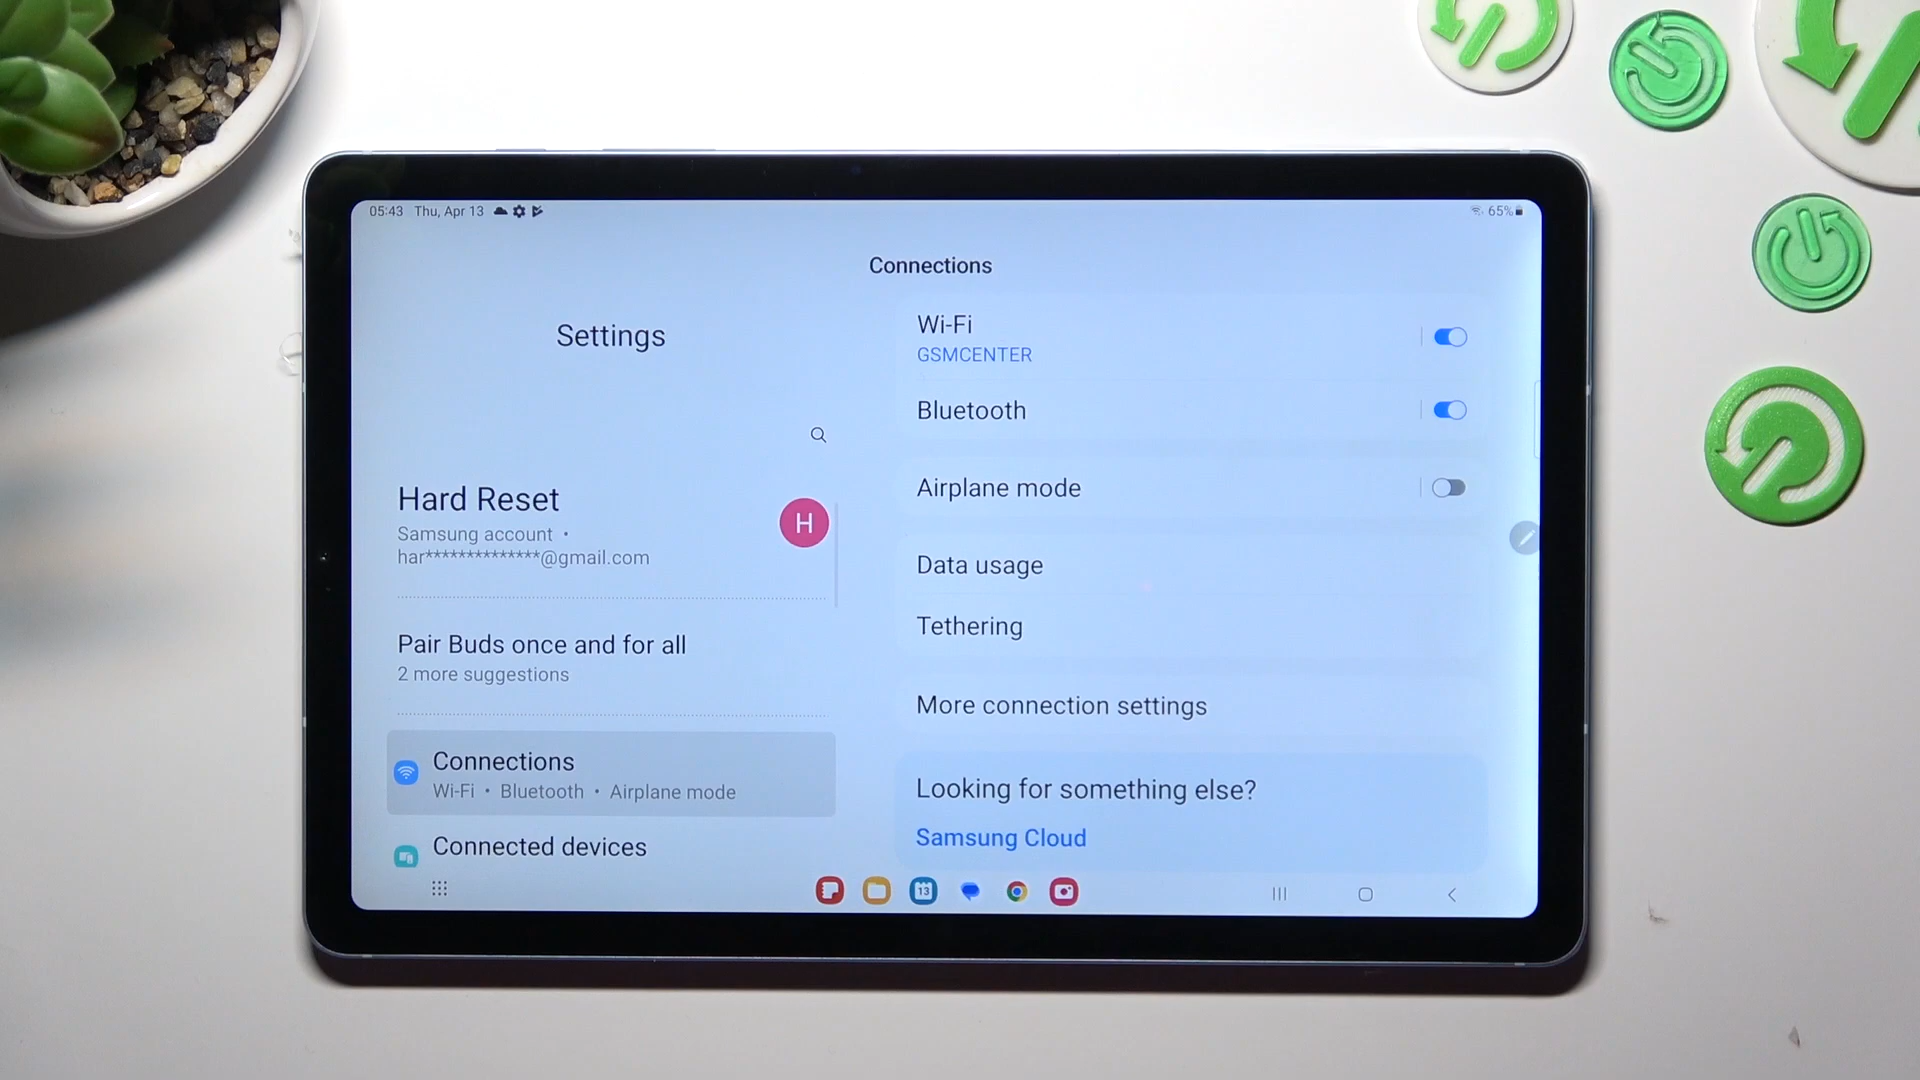 05:43 Thu, Apr 13
65%
Connections
Settings
Wi-Fi
GSMCENTER
Bluetooth
Airplane mode
Data usage
Tethering
More connection settings
Looking for something else?
Samsung Cloud
Hard Reset
Samsung account •
har**************@gmail.com
H
Pair Buds once and for all
2 more suggestions
Connections
Wi-Fi • Bluetooth • Airplane mode
Connected devices
13